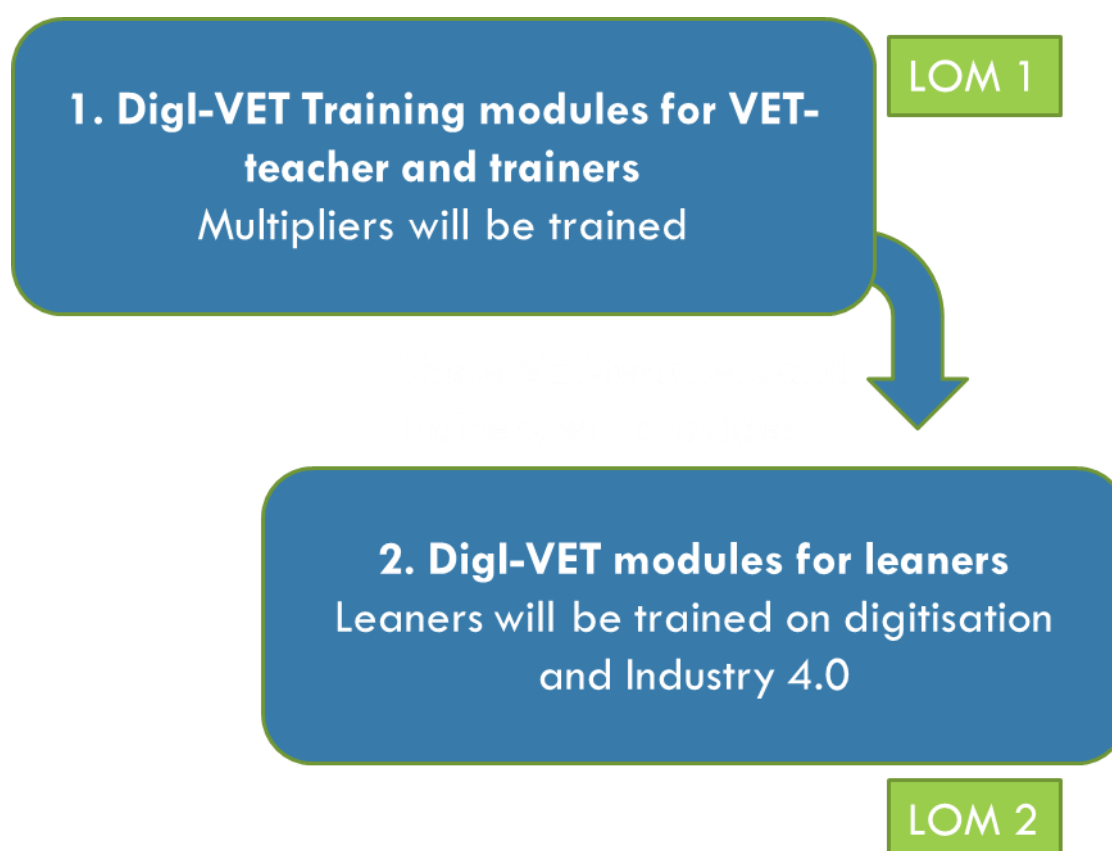 LOM 1
1. DigI-VET Training modules for VET-
teacher and trainers
Multipliers will be trained
2. DigI-VET modules for leaners
Leaners will be trained on digitisation
and Industry 4.0
LOM 2